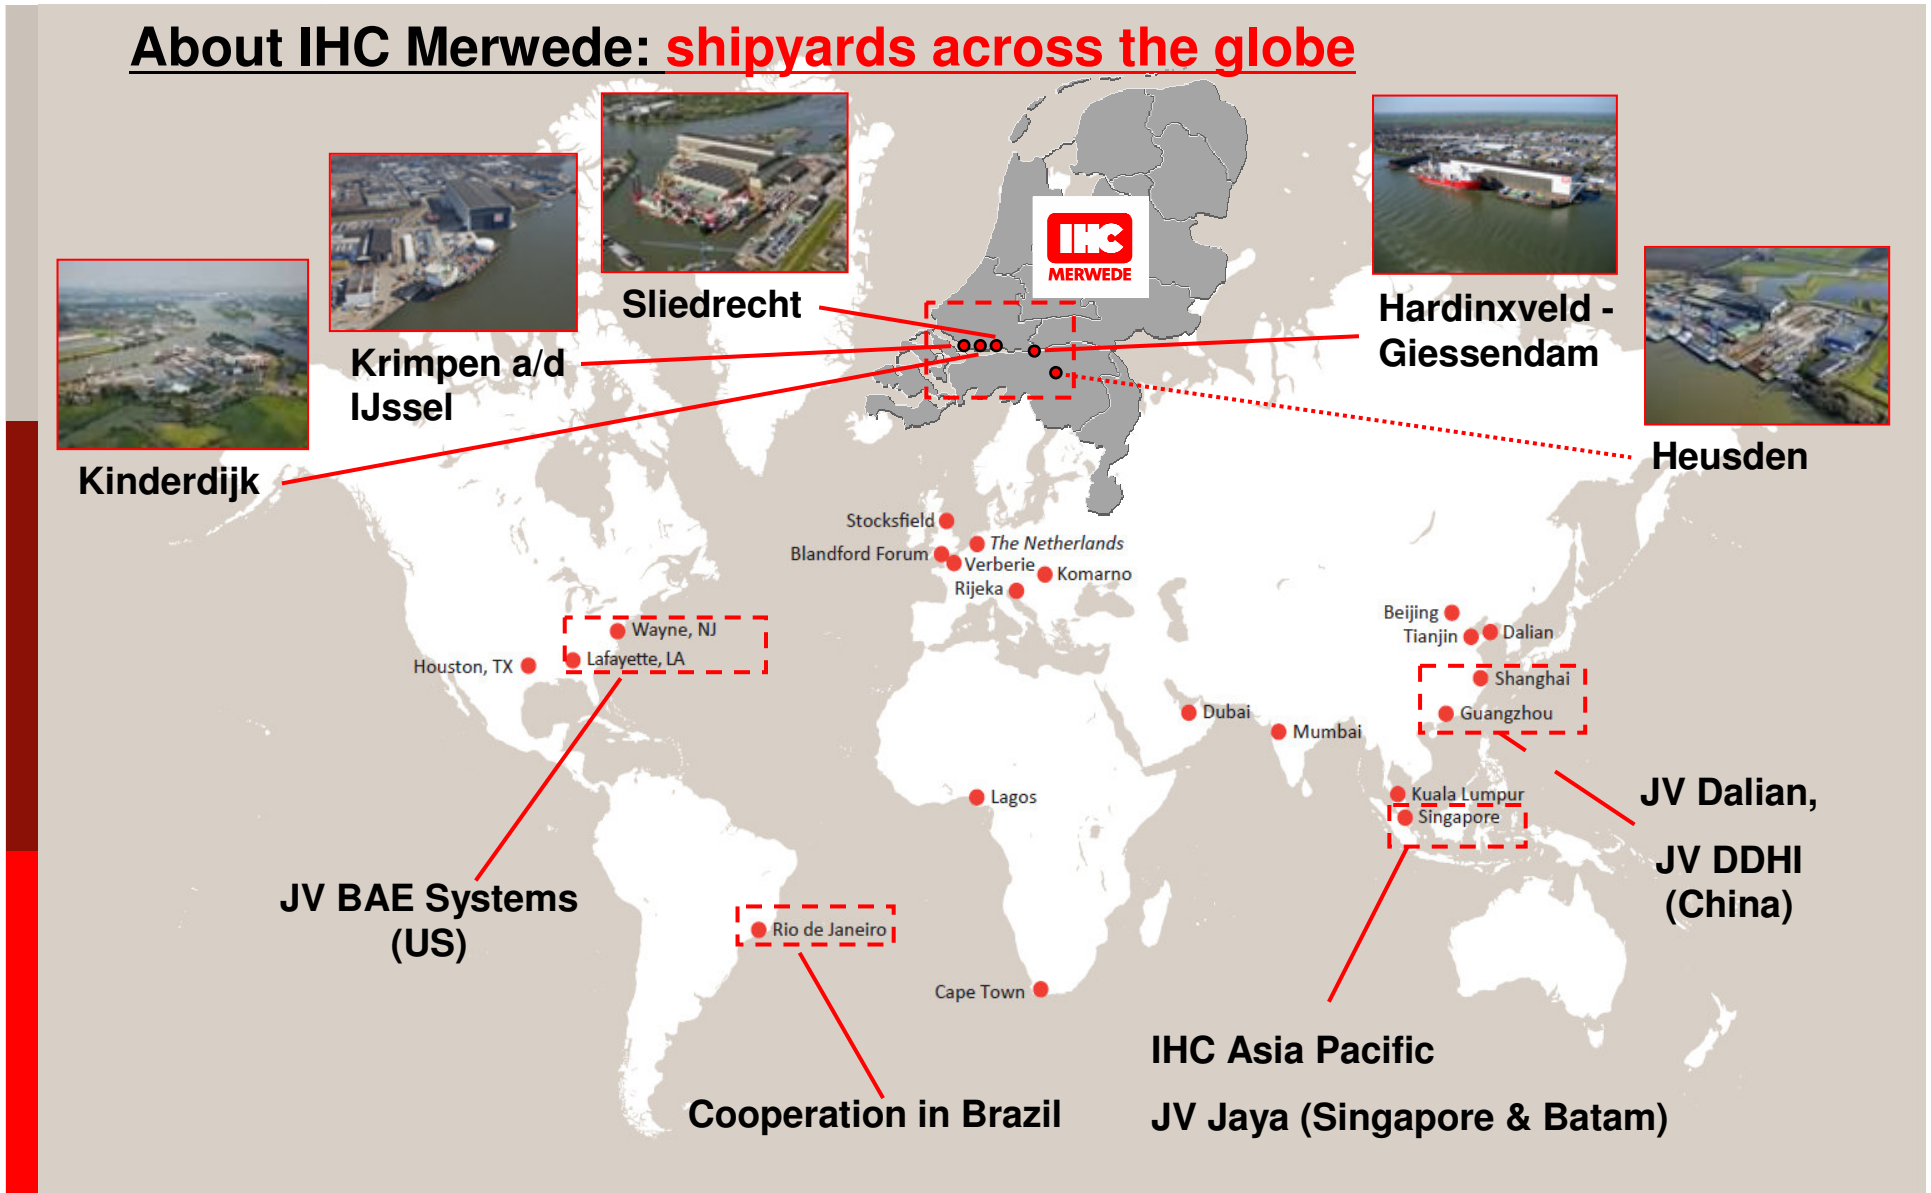 About IHC Merwede: shipyards across the globe
IHC
MERWEDE
Sliedrecht
Hardinxveld -
Giessendam
Krimpen a/d
IJssel
Heusden
Kinderdijk
Stocksfield
The Netherlands
Blandford Forum
Verberie
Komarno
Rijeka
Beijing
Wayne, NJ
Tianjin
Dalian
Lafayette, LA
Houston, TX
Shanghai
Dubai
Guangzhou
Mumbai
Kuala Lumpur
Lagos
JV Dalian,
Singapore
JV DDHI
(China)
JV BAE Systems
(US)
Rio de Janeiro
Cape Town
IHC Asia Pacific
Cooperation in Brazil
JV Jaya (Singapore & Batam)